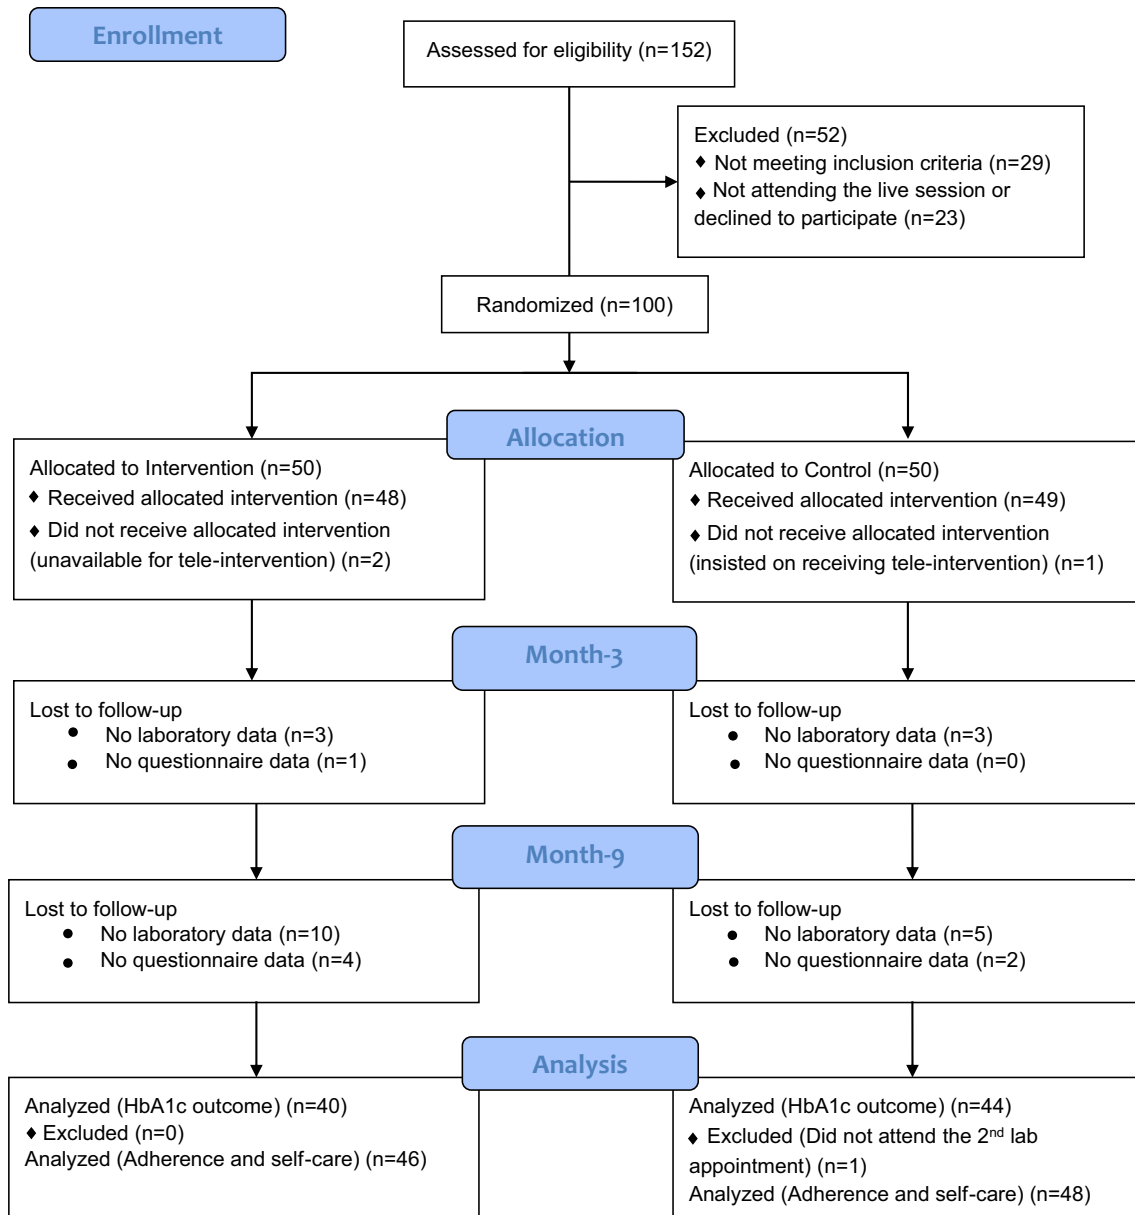 Enrollment
Assessed for eligibility (n=152)
Excluded (n=52)
♦ Not meeting inclusion criteria (n=29)
♦ Not attending the live session or
declined to participate (n=23)
Randomized (n=100)
Allocation
Allocated to Intervention (n=50)
♦ Received allocated intervention (n=48)
♦ Did not receive allocated intervention
(unavailable for tele-intervention) (n=2)
Allocated to Control (n=50)
♦ Received allocated intervention (n=49)
♦ Did not receive allocated intervention
(insisted on receiving tele-intervention) (n=1)
Month-3
Lost to follow-up
● No laboratory data (n=3)
● No questionnaire data (n=1)
Lost to follow-up
● No laboratory data (n=3)
● No questionnaire data (n=0)
Month-9
Lost to follow-up
● No laboratory data (n=10)
● No questionnaire data (n=4)
Lost to follow-up
● No laboratory data (n=5)
● No questionnaire data (n=2)
Analysis
Analyzed (HbA1c outcome) (n=40)
♦ Excluded (n=0)
Analyzed (Adherence and self-care) (n=46)
Analyzed (HbA1c outcome) (n=44)
♦ Excluded (Did not attend the 2nd lab
appointment) (n=1)
Analyzed (Adherence and self-care) (n=48)